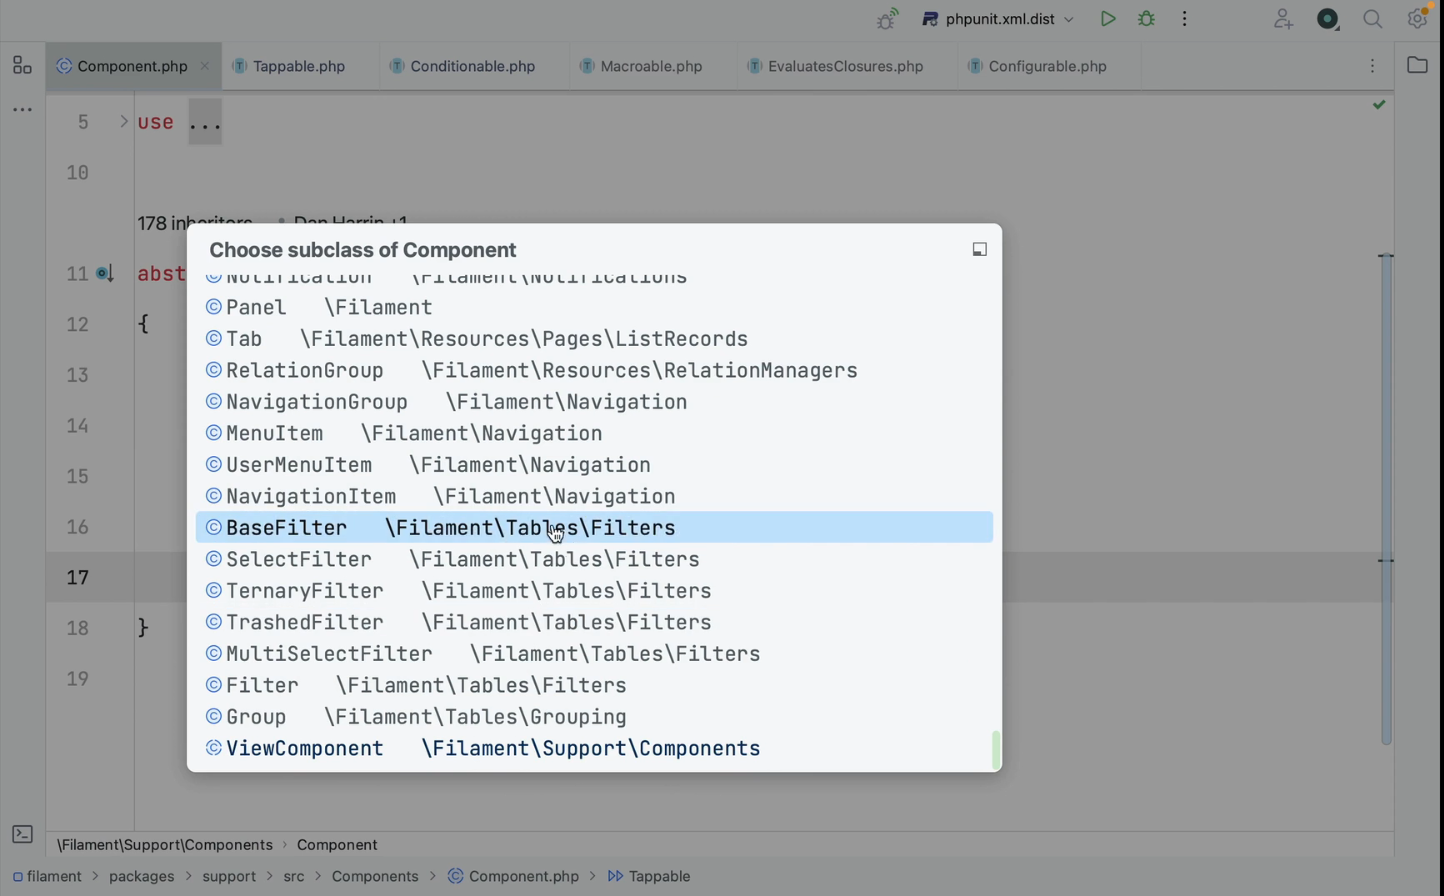 phpunit.xml.dist
Component.php
Tappable.php
Conditionable.php
Macroable.php
EvaluatesClosures.php
Configurable.php
5 use ...
10
178 inheritors Dan Harrin +1
11 abst
12 {
13
14
15
16
17
18 }
19
Choose subclass of Component
Notification \Filament\Notifications
Panel \Filament
Tab \Filament\Resources\Pages\ListRecords
RelationGroup \Filament\Resources\RelationManagers
NavigationGroup \Filament\Navigation
MenuItem \Filament\Navigation
UserMenuItem \Filament\Navigation
NavigationItem \Filament\Navigation
BaseFilter \Filament\Tables\Filters
SelectFilter \Filament\Tables\Filters
TernaryFilter \Filament\Tables\Filters
TrashedFilter \Filament\Tables\Filters
MultiSelectFilter \Filament\Tables\Filters
Filter \Filament\Tables\Filters
Group \Filament\Tables\Grouping
ViewComponent \Filament\Support\Components
\Filament\Support\Components › Component
filament > packages > support > src > Components > Component.php > Tappable